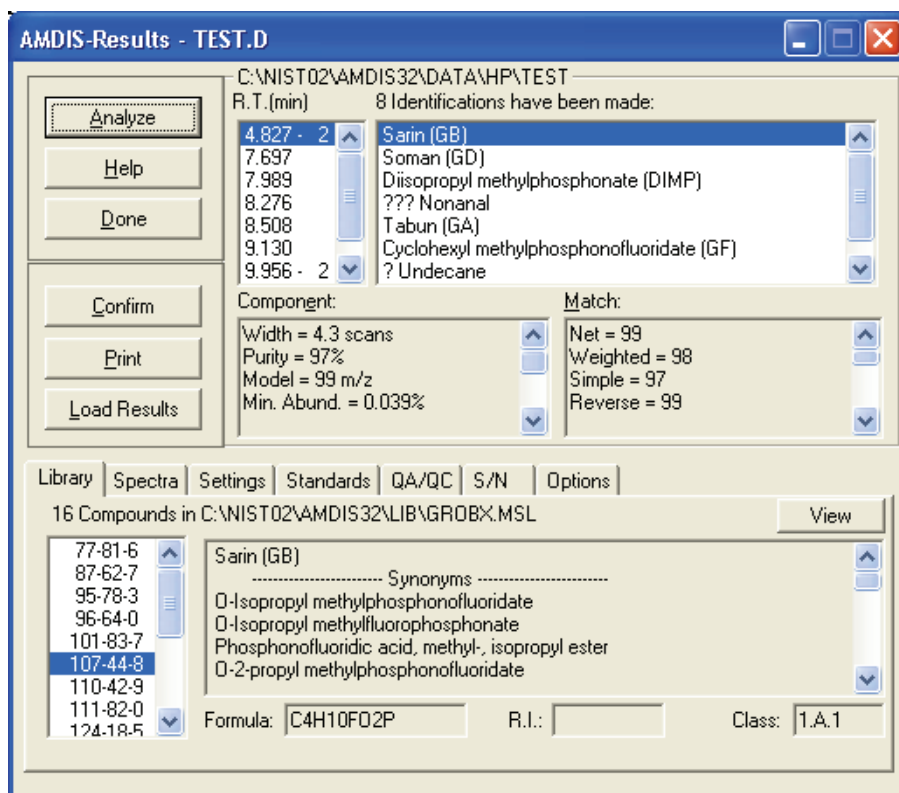 AMDIS-Results - TEST.D
C:\NIST02\AMDIS32\DATA\HP\TEST
Analyze
Help
Done
Confirm
Print
Load Results
R.T.(min) 8 Identifications have been made:
4.827 - 2 Sarin (GB)
7.697 Soman (GD)
7.989 Diisopropyl methylphosphonate (DIMP)
8.276 ??? Nonanal
8.508 Tabun (GA)
9.130 Cyclohexyl methylphosphonofluoridate (GF)
9.956 - 2 ? Undecane
Component:
Width = 4.3 scans
Purity = 97%
Model = 99 m/z
Min. Abund. = 0.039%
Match:
Net = 99
Weighted = 98
Simple = 97
Reverse = 99
Library Spectra Settings Standards QA/QC S/N Options
16 Compounds in C:\NIST02\AMDIS32\LIB\GROBX.MSL View
77-81-6
87-62-7
95-78-3
96-64-0
101-83-7
107-44-8
110-42-9
111-82-0
124-18-5
Sarin (GB)
------------------------- Synonyms -------------------------
O-Isopropyl methylphosphonofluoridate
O-Isopropyl methylfluorophosphonate
Phosphonofluoridic acid, methyl-, isopropyl ester
O-2-propyl methylphosphonofluoridate
Formula: C4H10FO2P R.I.: Class: 1.A.1